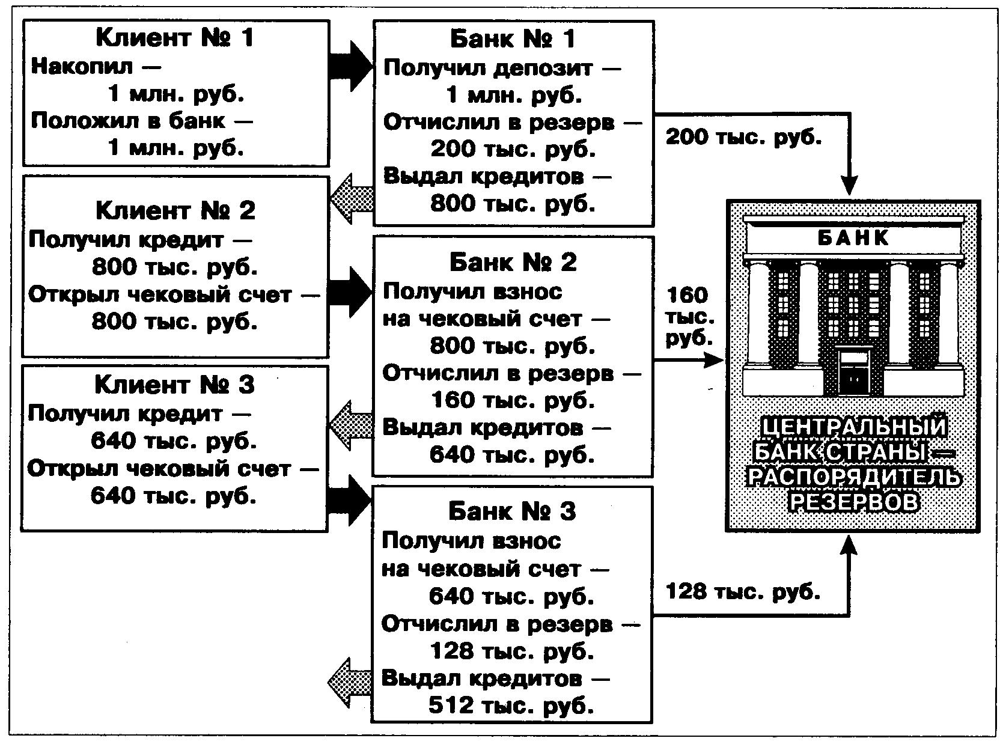 Клиент № 1
Накопил —
1 млн. руб.
Положил в банк —
1 млн. руб.
Банк № 1
Получил депозит —
1 млн. руб.
Отчислил в резерв —
200 тыс. руб.
Выдал кредитов —
800 тыс. руб.
200 тыс. руб.
Клиент № 2
Получил кредит —
800 тыс. руб.
Открыл чековый счет —
800 тыс. руб.
Банк № 2
Получил взнос
на чековый счет —
800 тыс. руб.
Отчислил в резерв —
160 тыс. руб.
Выдал кредитов —
640 тыс. руб.
160
тыс.
руб.
Клиент № 3
Получил кредит —
640 тыс. руб.
Открыл чековый счет —
640 тыс. руб.
Банк № 3
Получил взнос
на чековый счет —
640 тыс. руб.
Отчислил в резерв —
128 тыс. руб.
Выдал кредитов —
512 тыс. руб.
128 тыс. руб.
БАНК
ЦЕНТРАЛЬНЫЙ
БАНК СТРАНЫ —
РАСПОРЯДИТЕЛЬ
РЕЗЕРВОВ